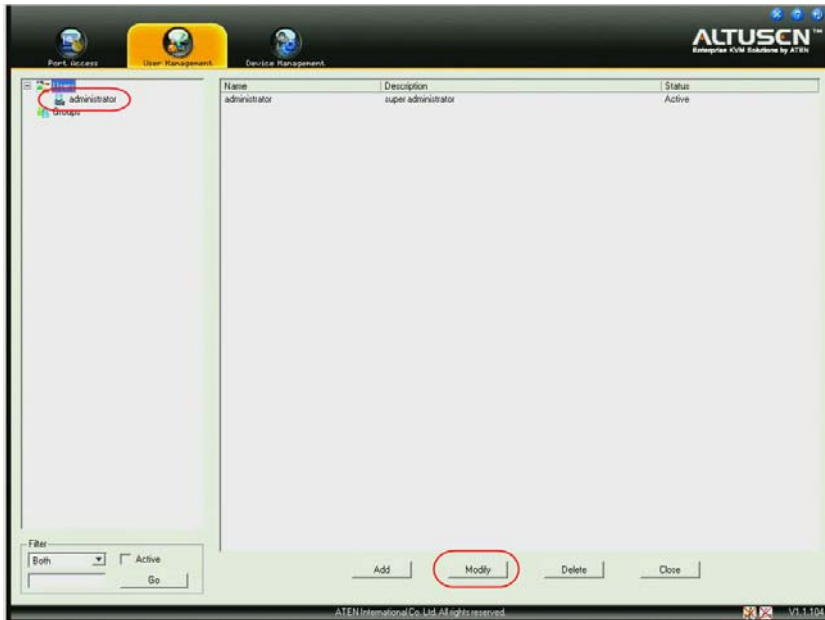 ALTUSEN™
Enterprise KVM Solutions by ATEN
Port Access
User Management
Device Management
Users
administrator
Groups
Name Description Status
administrator super administrator Active
Filter
Both Active
Go
Add Modify Delete Close
ATEN International Co. Ltd. All rights reserved.
V1.1.104